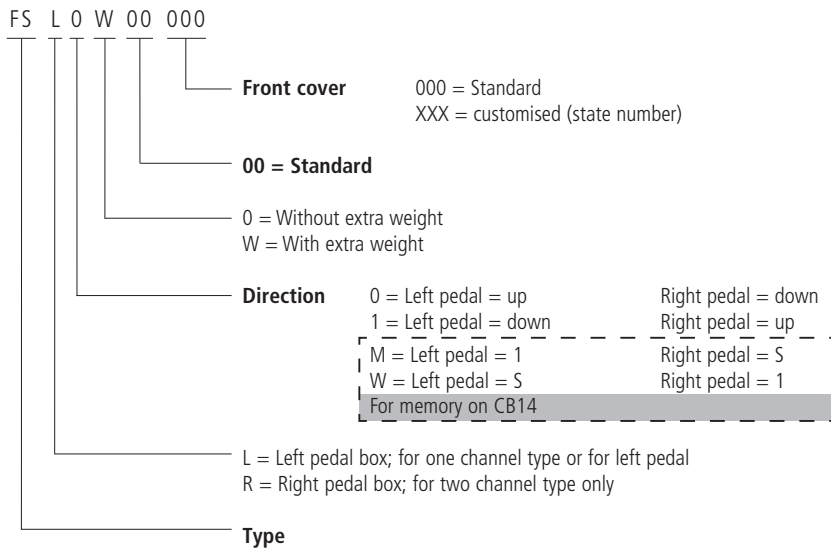 FS L 0 W 00 000
Front cover 000 = Standard
XXX = customised (state number)
00 = Standard
0 = Without extra weight
W = With extra weight
Direction 0 = Left pedal = up Right pedal = down
1 = Left pedal = down Right pedal = up
M = Left pedal = 1 Right pedal = S
W = Left pedal = S Right pedal = 1
For memory on CB14
L = Left pedal box; for one channel type or for left pedal
R = Right pedal box; for two channel type only
Type